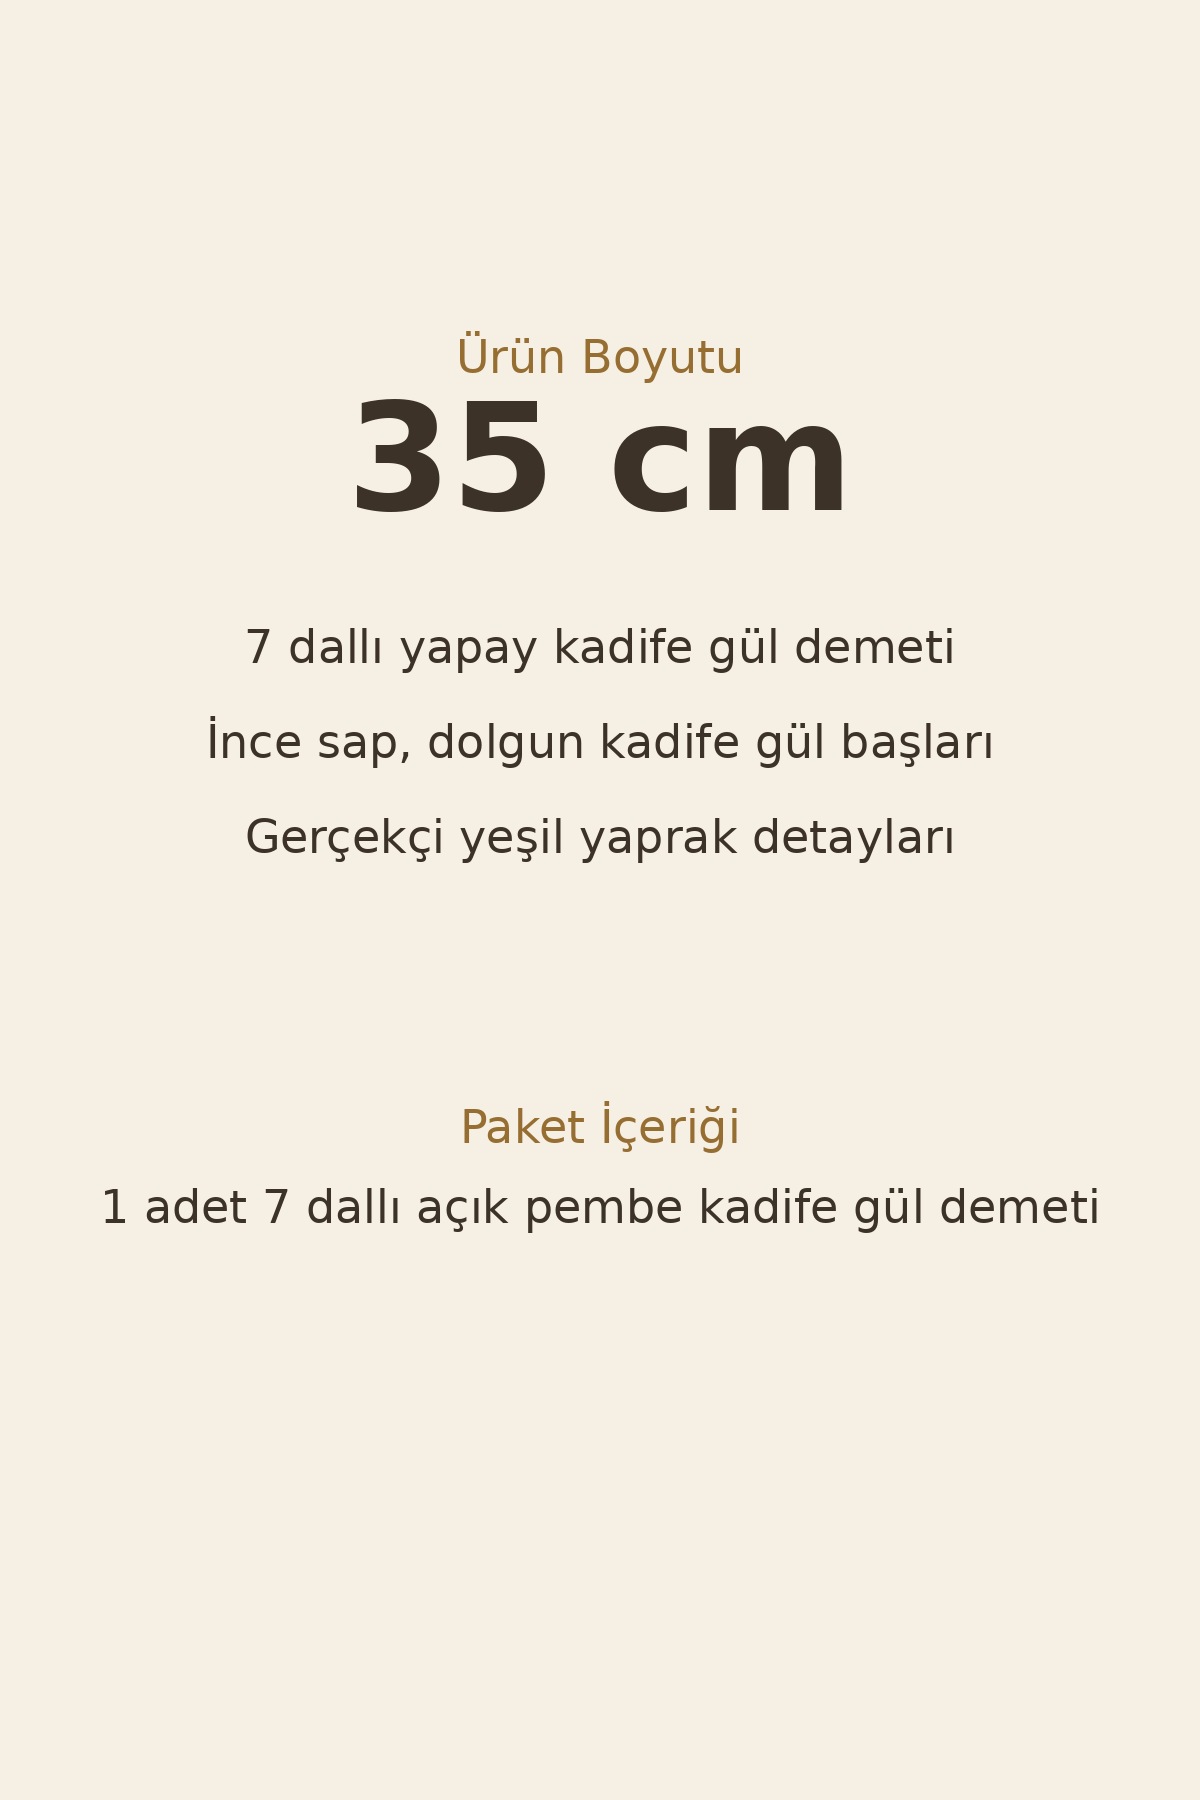 Ürün Boyutu
35 cm
7 dallı yapay kadife gül demeti
İnce sap, dolgun kadife gül başları
Gerçekçi yeşil yaprak detayları
Paket İçeriği
1 adet 7 dallı açık pembe kadife gül demeti